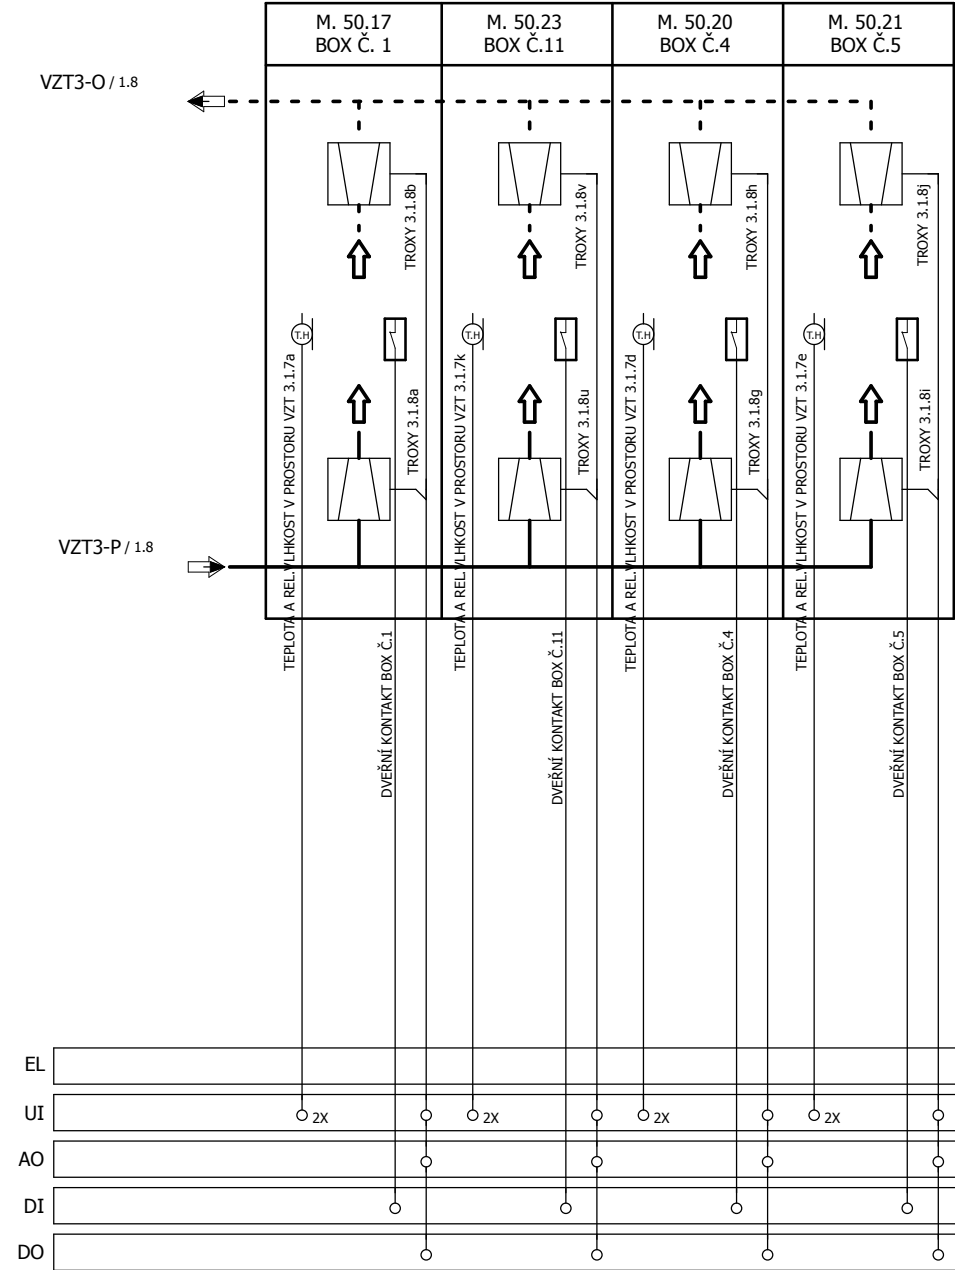 M. 50.17
BOX Č. 1
M. 50.23
BOX Č.11
M. 50.20
BOX Č.4
M. 50.21
BOX Č.5
VZT3-O / 1.8
TROXY 3.1.8b
TROXY 3.1.8v
TROXY 3.1.8h
TROXY 3.1.8j
T.H
T.H
T.H
T.H
TEPLOTA A REL.VLHKOST V PROSTORU VZT 3.1.7a
TROXY 3.1.8a
TEPLOTA A REL.VLHKOST V PROSTORU VZT 3.1.7k
TROXY 3.1.8u
TEPLOTA A REL.VLHKOST V PROSTORU VZT 3.1.7d
TROXY 3.1.8g
TEPLOTA A REL.VLHKOST V PROSTORU VZT 3.1.7e
TROXY 3.1.8i
VZT3-P / 1.8
DVEŘNÍ KONTAKT BOX Č.1
DVEŘNÍ KONTAKT BOX Č.11
DVEŘNÍ KONTAKT BOX Č.4
DVEŘNÍ KONTAKT BOX Č.5
EL
UI
2X
2X
2X
2X
AO
DI
DO